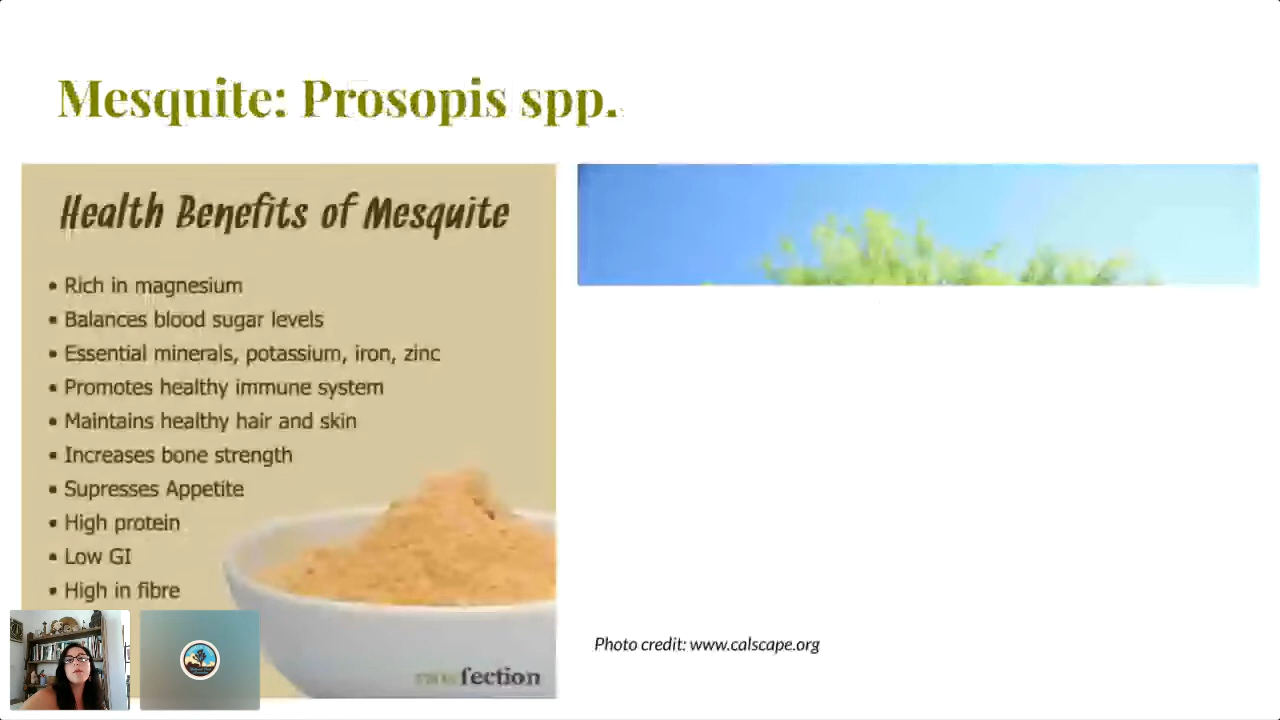 Mesquite: Prosopis spp.
Health Benefits of Mesquite
• Rich in magnesium
• Balances blood sugar levels
• Essential minerals, potassium, iron, zinc
• Promotes healthy immune system
• Maintains healthy hair and skin
• Increases bone strength
• Supresses Appetite
• High protein
• Low GI
• High in fibre
rawfection
Photo credit: www.calscape.org